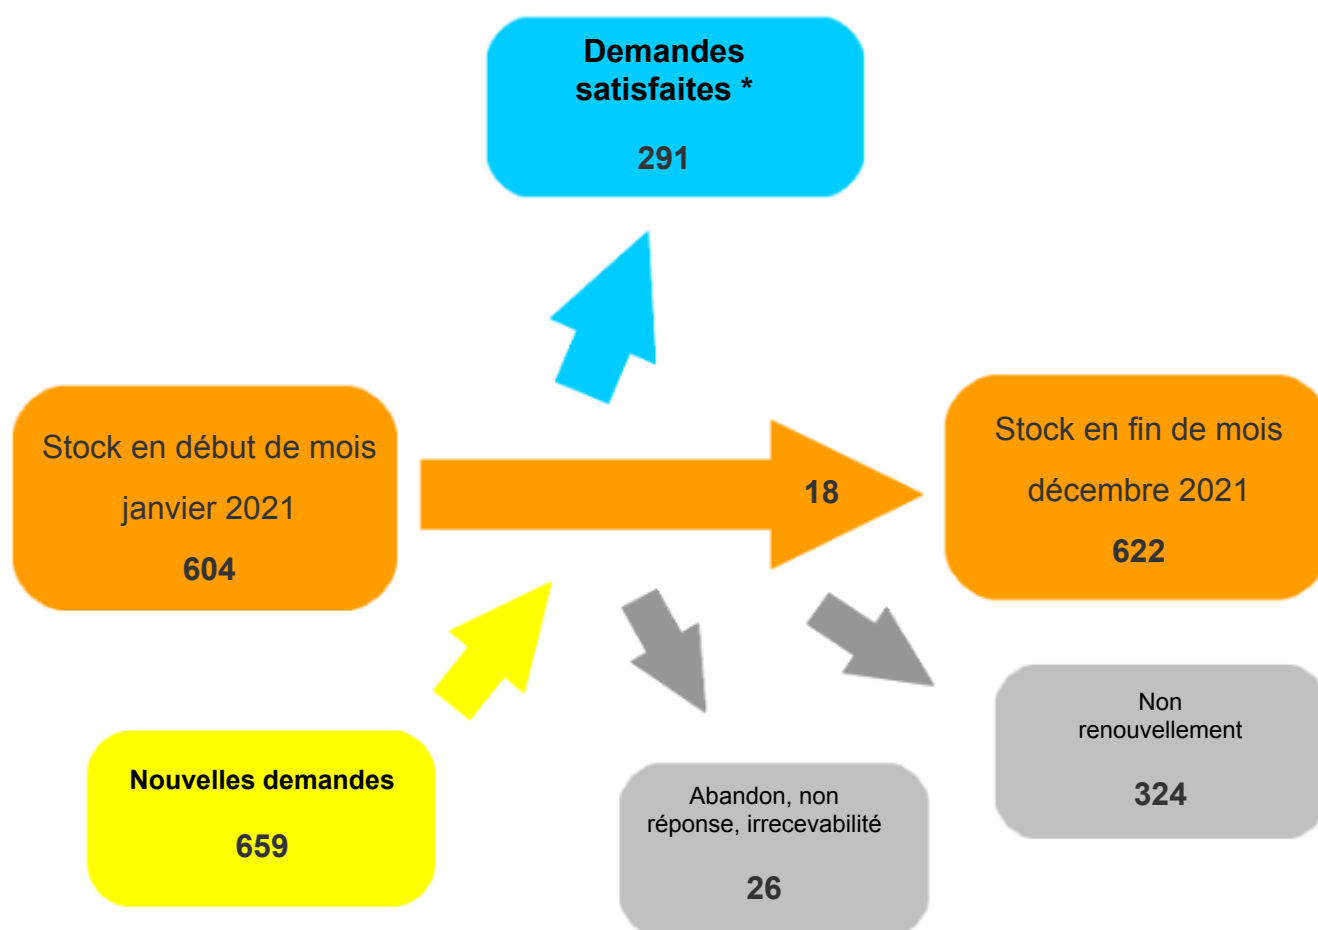 Demandes
satisfaites *
291
Stock en début de mois
janvier 2021
604
18
Stock en fin de mois
décembre 2021
622
Nouvelles demandes
659
Abandon, non
réponse, irrecevabilité
26
Non
renouvellement
324